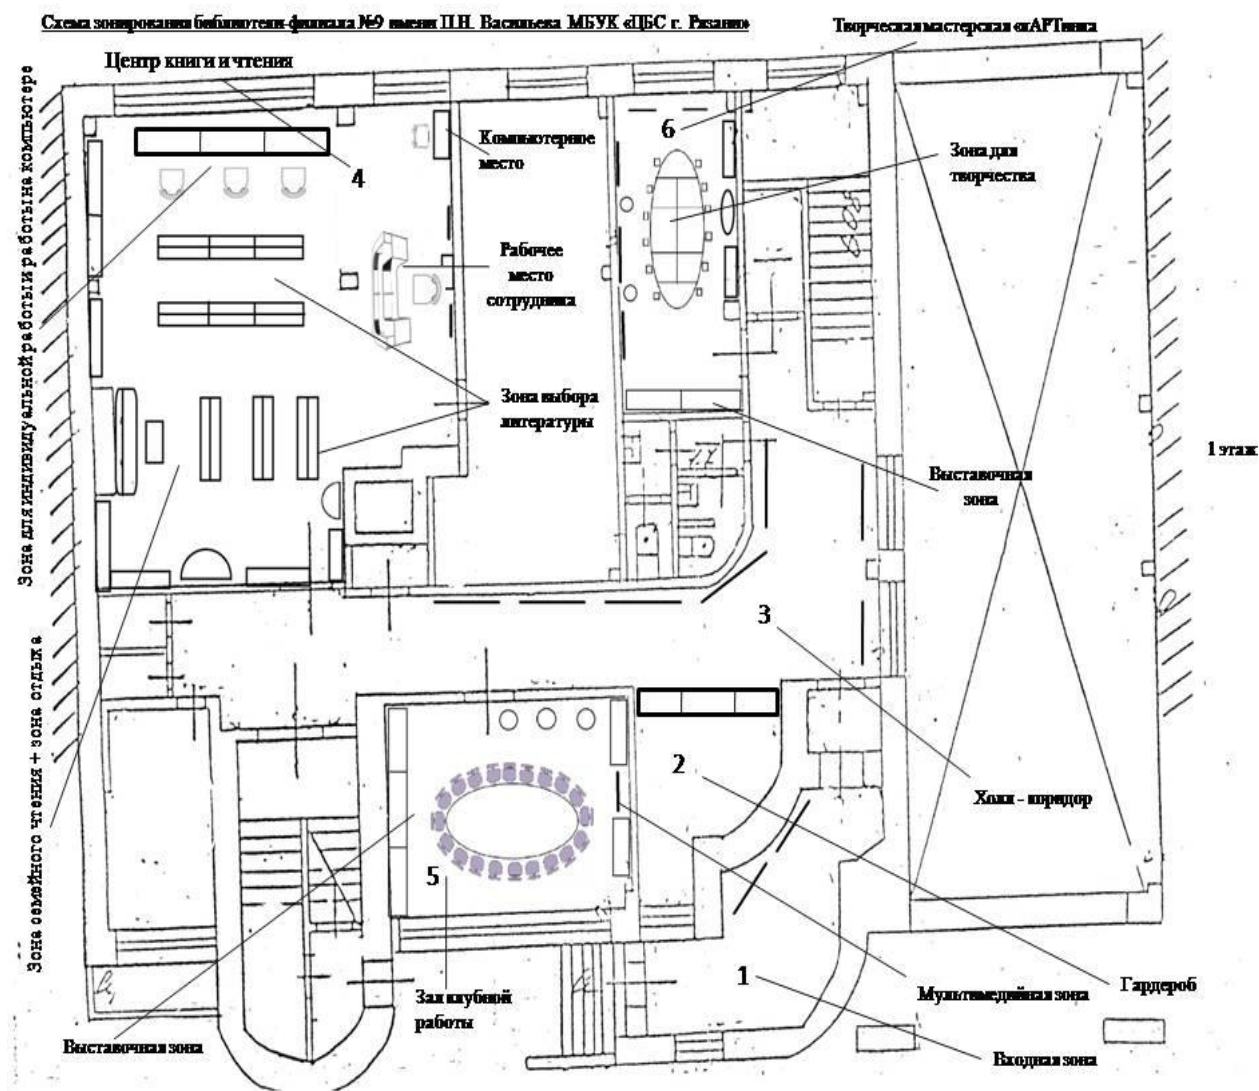 Схема зонирования библиотеки-филиала №9 имени П.Н. Васильева МБУК «ЦБС г. Рязани»
Творческая мастерская «пАРТинка
Центр книги и чтения
6
Компьютерное
место
Зона для
творчества
4
Зона для индивидуальной работы и работы на компьютере
Рабочее
место
сотрудника
Зона выбора
литературы
1 этаж
Выставочная
зона
3
Зона семейного чтения + зона отдыха
2
Холл - коридор
5
1
Зал клубной
работы
Мультимедийная зона
Гардероб
Выставочная зона
Входная зона